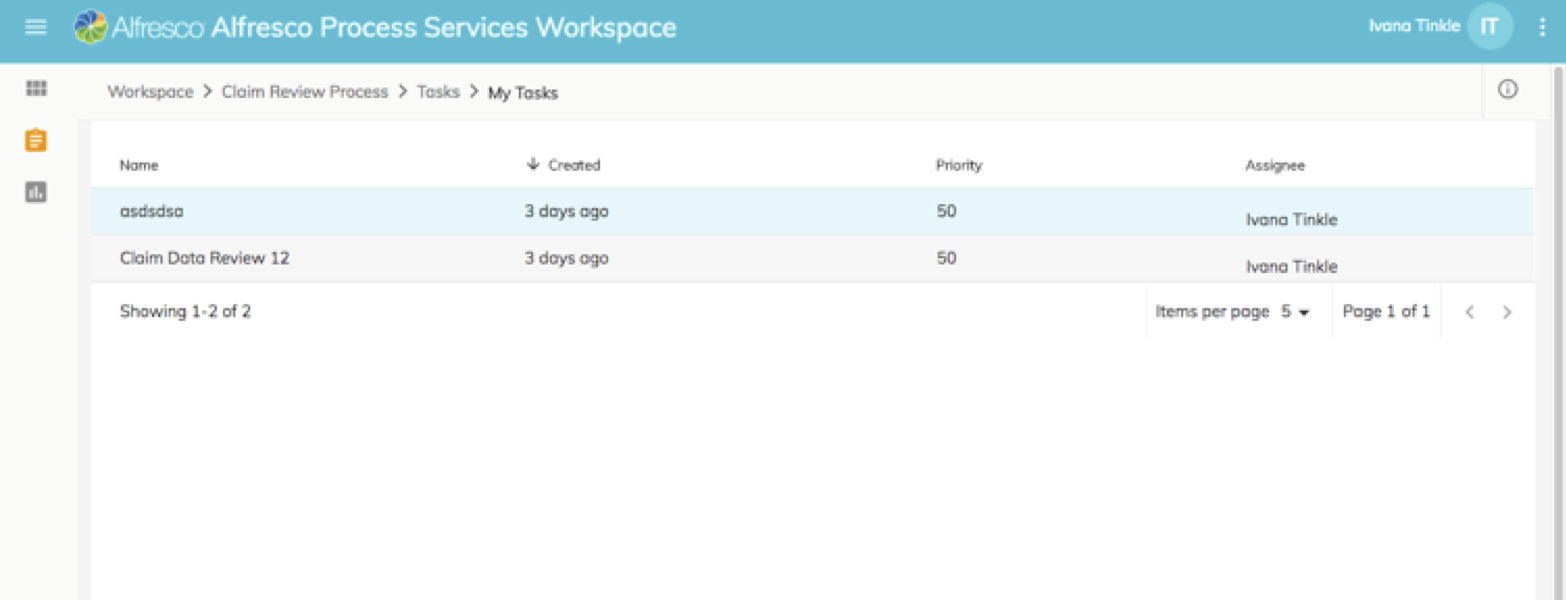 Alfresco Alfresco Process Services Workspace Ivana Tinkle IT
Workspace > Claim Review Process > Tasks > My Tasks
Name Created Priority Assignee
asdsdsa 3 days ago 50 Ivana Tinkle
Claim Data Review 12 3 days ago 50 Ivana Tinkle
Showing 1-2 of 2 Items per page 5 Page 1 of 1